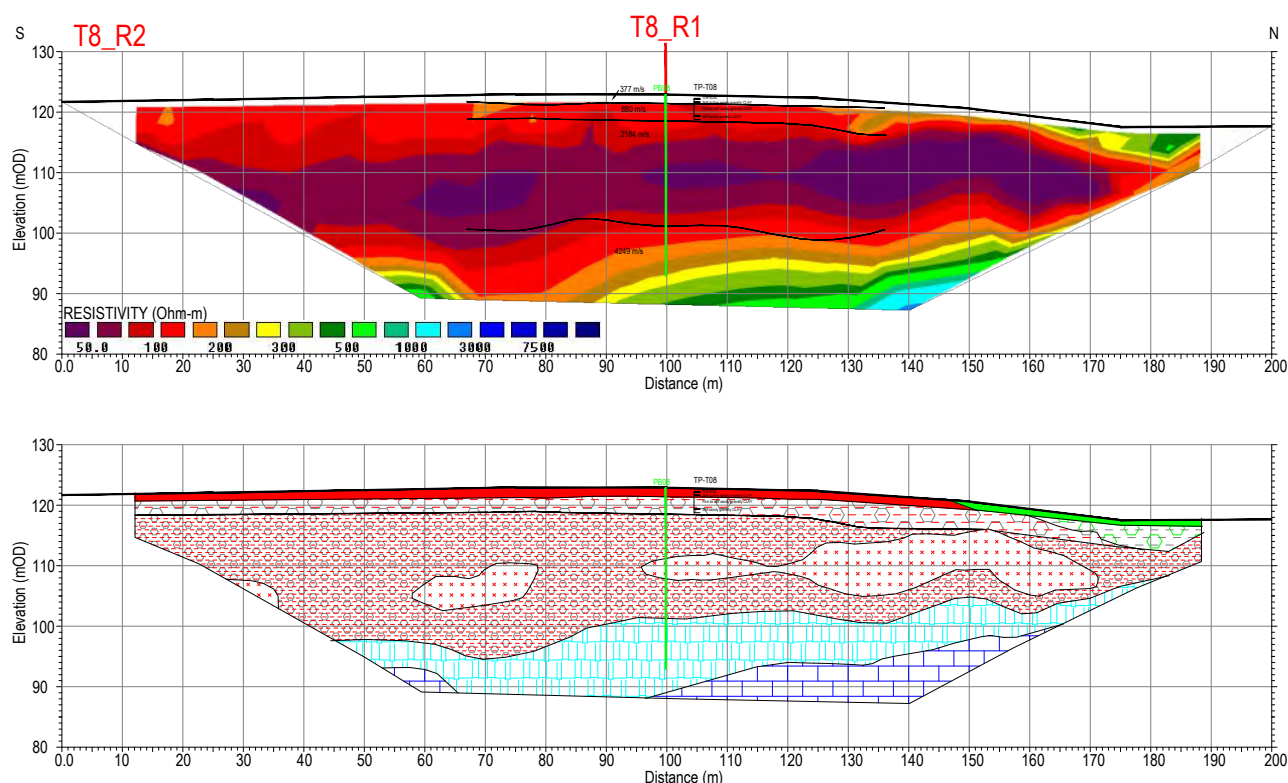 S
T8_R2
T8_R1
N
130
377 m/s
PB08
TP-T08
120
880 m/s
2184 m/s
110
Elevation (mOD)
100
4249 m/s
90
RESISTIVITY (Ohm-m)
50.0 100 200 300 500 1000 3000 7500
80
0.0 10 20 30 40 50 60 70 80 90 100 110 120 130 140 150 160 170 180 190 200
Distance (m)
130
PB08
TP-T08
120
110
Elevation (mOD)
100
90
80
0.0 10 20 30 40 50 60 70 80 90 100 110 120 130 140 150 160 170 180 190 200
Distance (m)